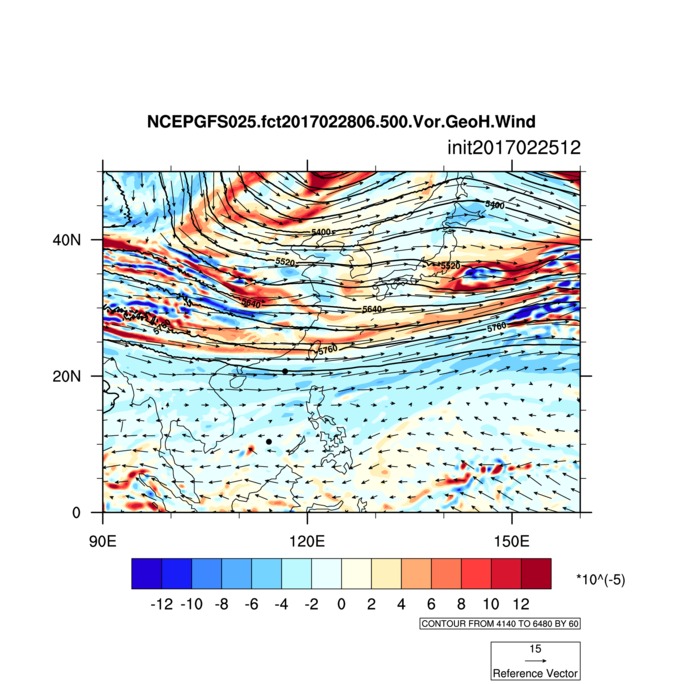 NCEPGFS025.fct2017022806.500.Vor.GeoH.Wind
init2017022512
5400
40N
5400
5520
5520
5640
5640
5760
5760
20N
0
90E 120E 150E
-12 -10 -8 -6 -4 -2 0 2 4 6 8 10 12
*10^(-5)
CONTOUR FROM 4140 TO 6480 BY 60
15
Reference Vector